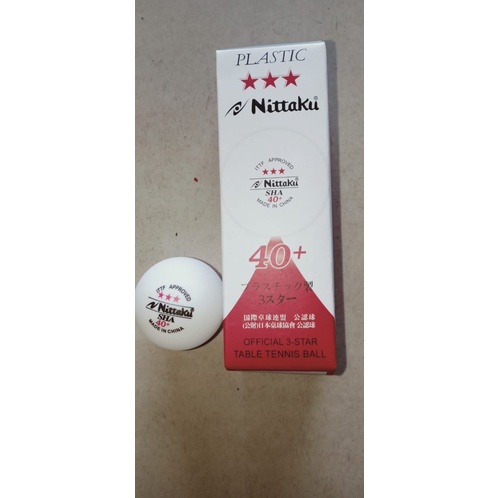 PLASTIC
★★★
Nittaku
ITTF APPROVED
★★★
Nittaku
SHA
40+
MADE IN CHINA
40+
プラスチック製
3スター
国際卓球連盟 公認球
(公財)日本卓球協會 公認球
OFFICIAL 3-STAR
TABLE TENNIS BALL
ITTF APPROVED
★★★
Nittaku
SHA
40+
MADE IN CHINA